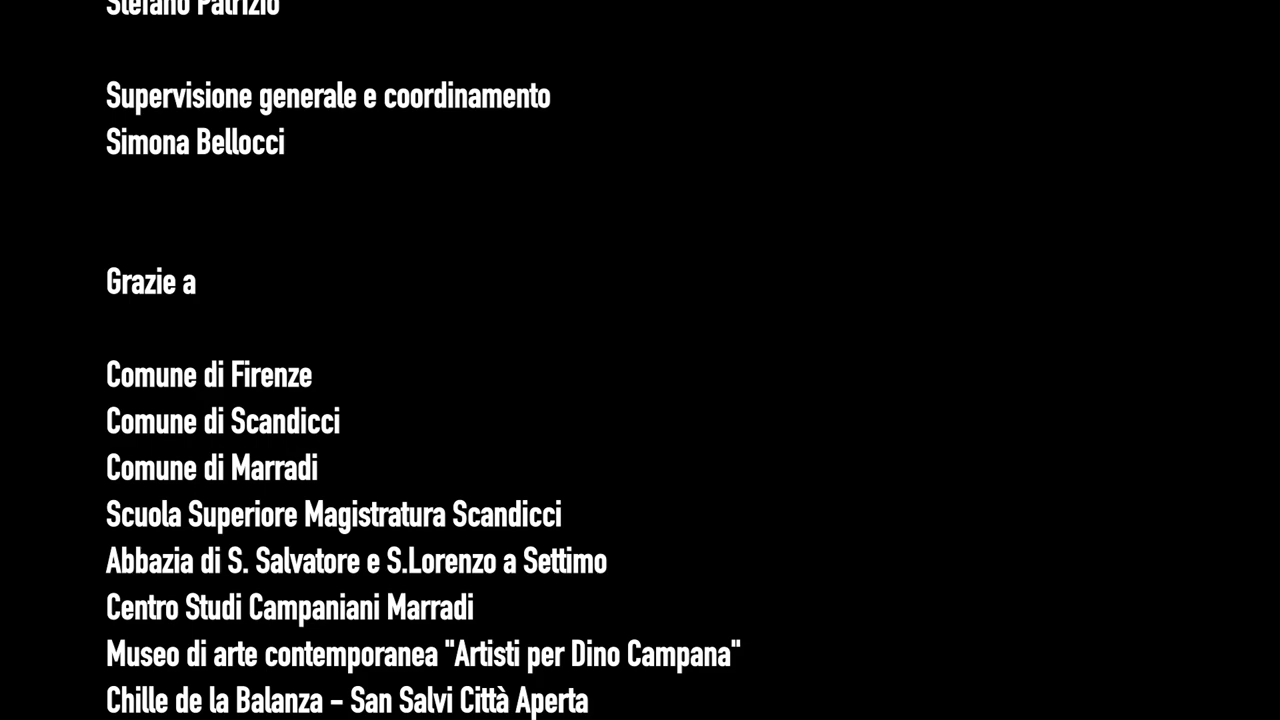 Stefano Patrizio
Supervisione generale e coordinamento
Simona Bellocci
Grazie a
Comune di Firenze
Comune di Scandicci
Comune di Marradi
Scuola Superiore Magistratura Scandicci
Abbazia di S. Salvatore e S.Lorenzo a Settimo
Centro Studi Campaniani Marradi
Museo di arte contemporanea "Artisti per Dino Campana"
Chille de la Balanza - San Salvi Città Aperta